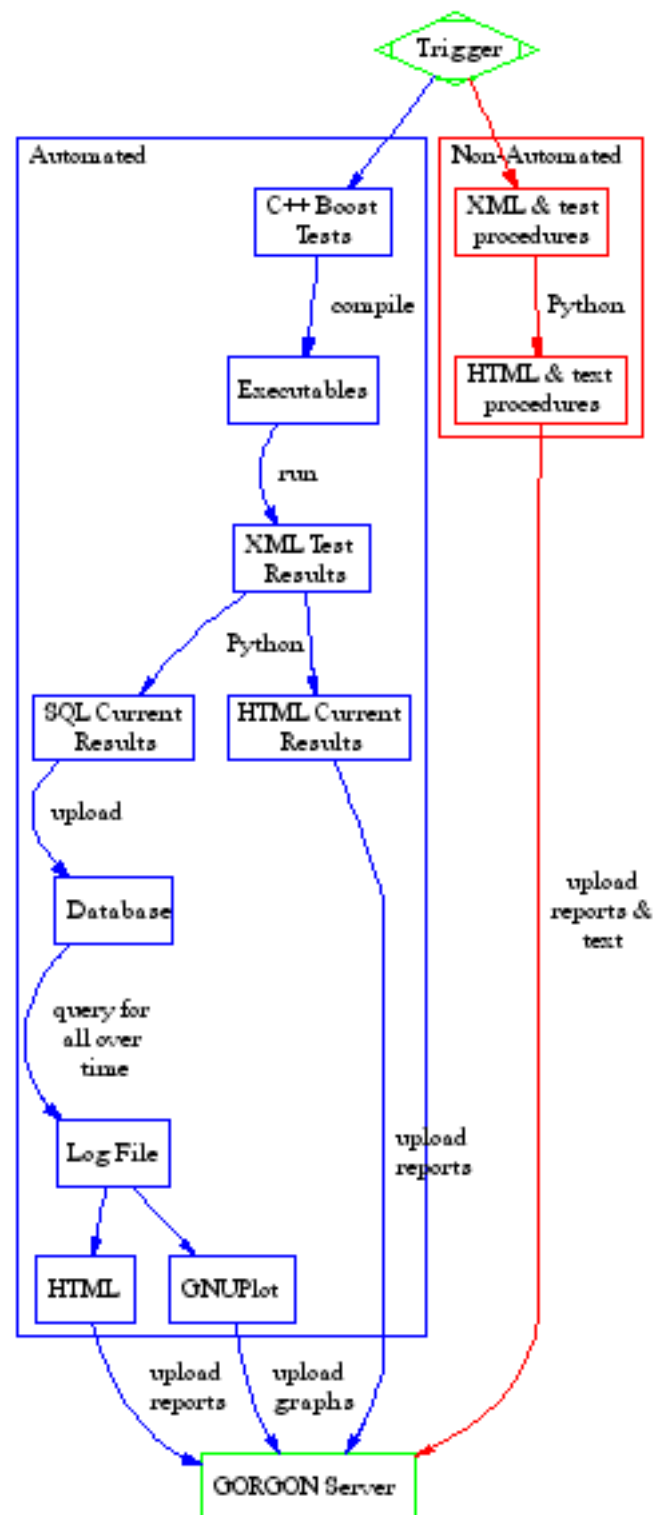 Trigger
Automated
Non-Automated
C++ Boost
Tests
XML & test
procedures
compile
Python
Executables
HTML & text
procedures
run
XML Test
Results
Python
SQL Current
Results
HTML Current
Results
upload
upload
reports &
text
Database
query for
all over
time
Log File
upload
reports
HTML
GNUPlot
upload
reports
upload
graphs
GORGON Server